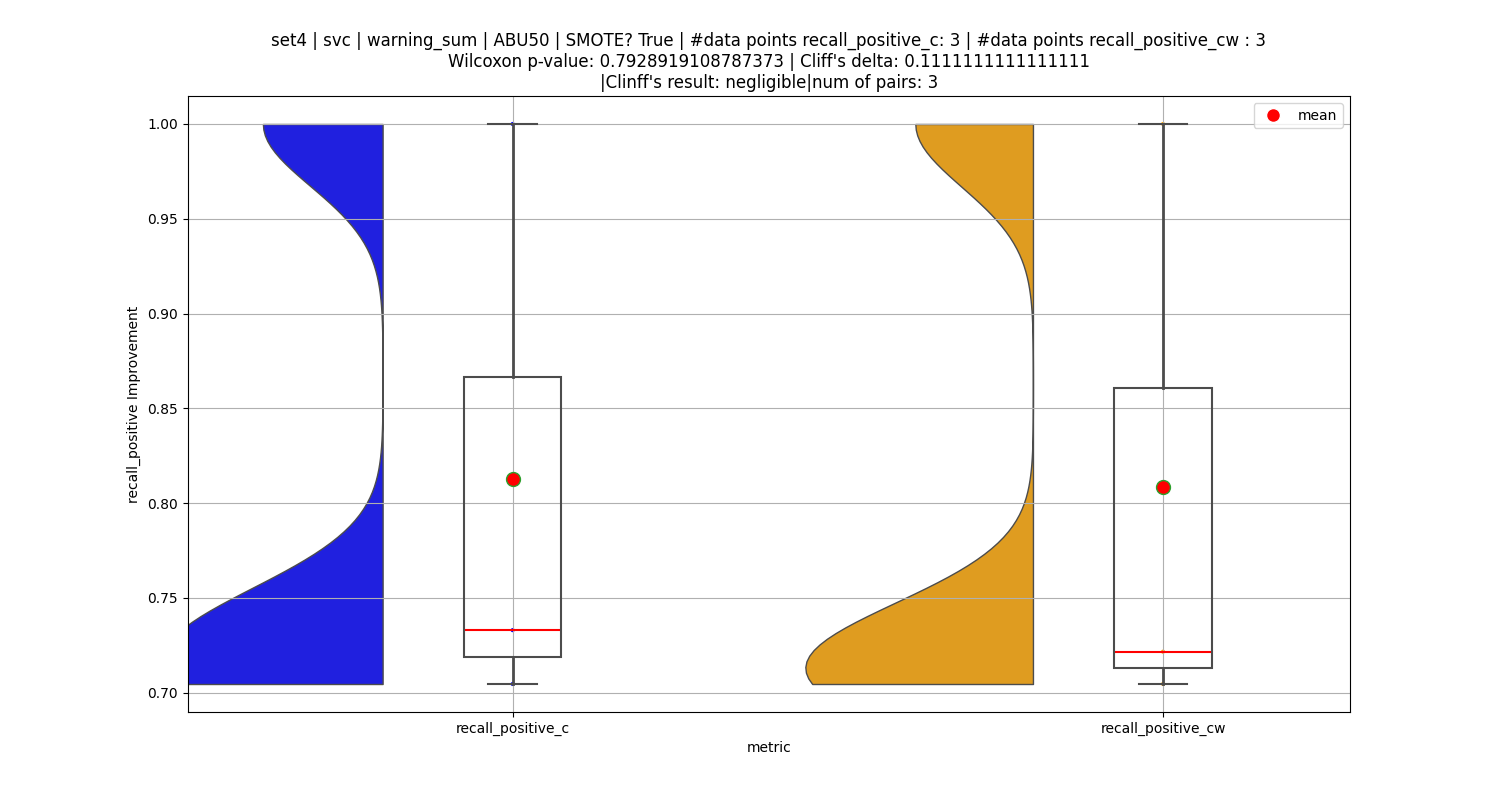 set4 | svc | warning_sum | ABU50 | SMOTE? True | #data points recall_positive_c: 3 | #data points recall_positive_cw : 3
Wilcoxon p-value: 0.7928919108787373 | Cliff's delta: 0.1111111111111111
|Clinff's result: negligible|num of pairs: 3
mean
1.00
0.95
0.90
0.85
0.80
0.75
0.70
recall_positive Improvement
recall_positive_c
recall_positive_cw
metric